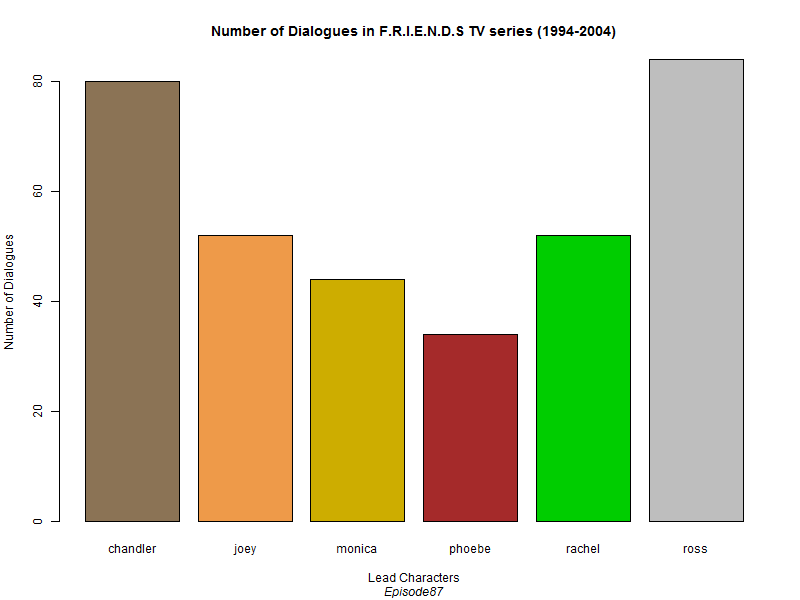 Number of Dialogues in F.R.I.E.N.D.S TV series (1994-2004)
Number of Dialogues
80
60
40
20
0
chandler joey monica phoebe rachel ross
Lead Characters
Episode87